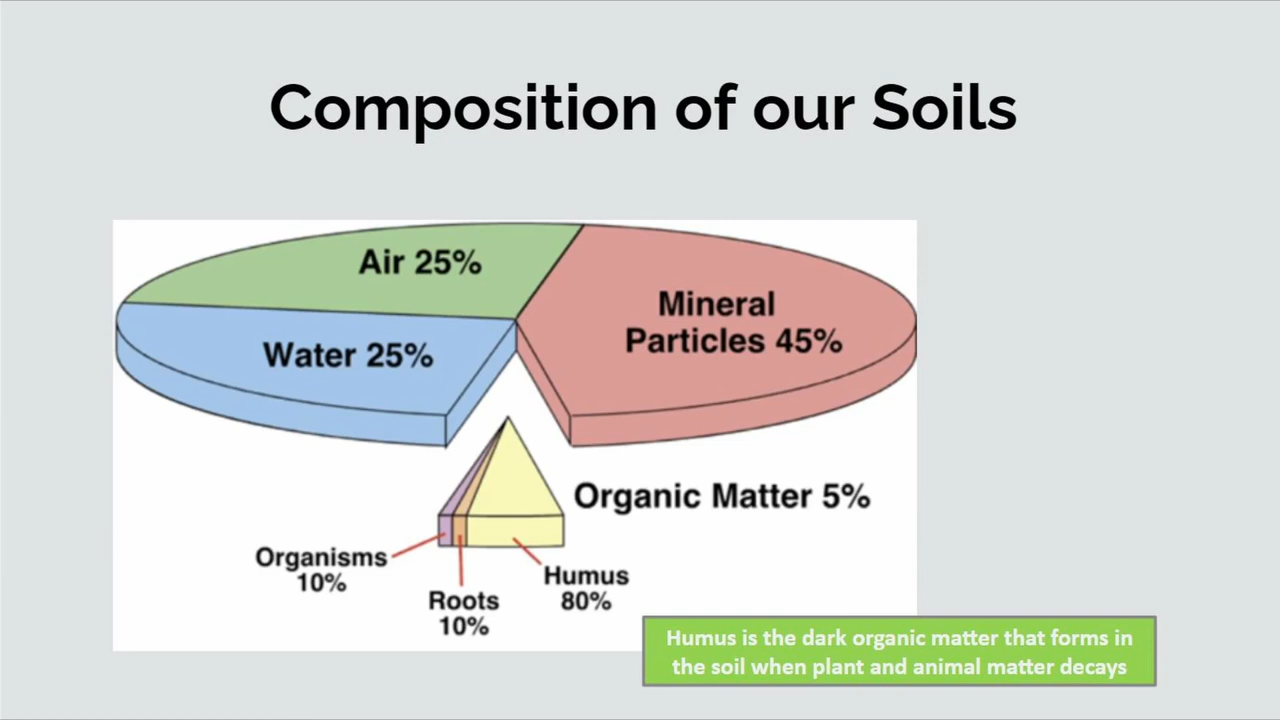 Composition of our Soils
Air 25%
Mineral
Particles 45%
Water 25%
Organic Matter 5%
Organisms
10%
Roots
10%
Humus
80%
Humus is the dark organic matter that forms in
the soil when plant and animal matter decays